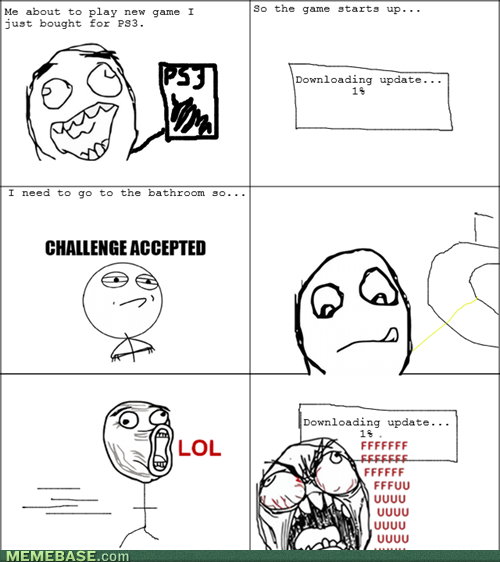 Me about to play new game I
just bought for PS3.
PS3
So the game starts up...
Downloading update...
1%
I need to go to the bathroom so...
CHALLENGE ACCEPTED
LOL
Downloading update...
1%
FFFFFFF
FFFFFFF
FFFFFF
FFFUU
UUUU
UUUU
UUUU
UUUU
UUUU
MEMEBASE.com